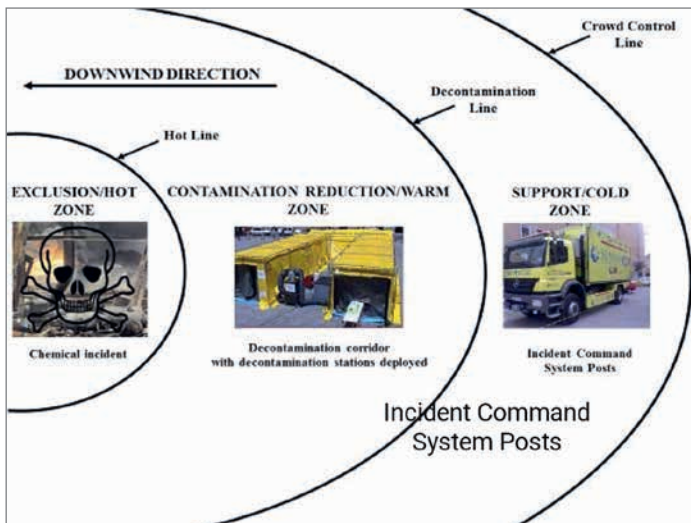 Crowd Control
Line
DOWNWIND DIRECTION
Decontamination
Line
Hot Line
EXCLUSION/HOT
ZONE
CONTAMINATION REDUCTION/WARM
ZONE
SUPPORT/COLD
ZONE
Chemical incident
Decontamination corridor
with decontamination stations deployed
Incident Command
System Posts
Incident Command
System Posts